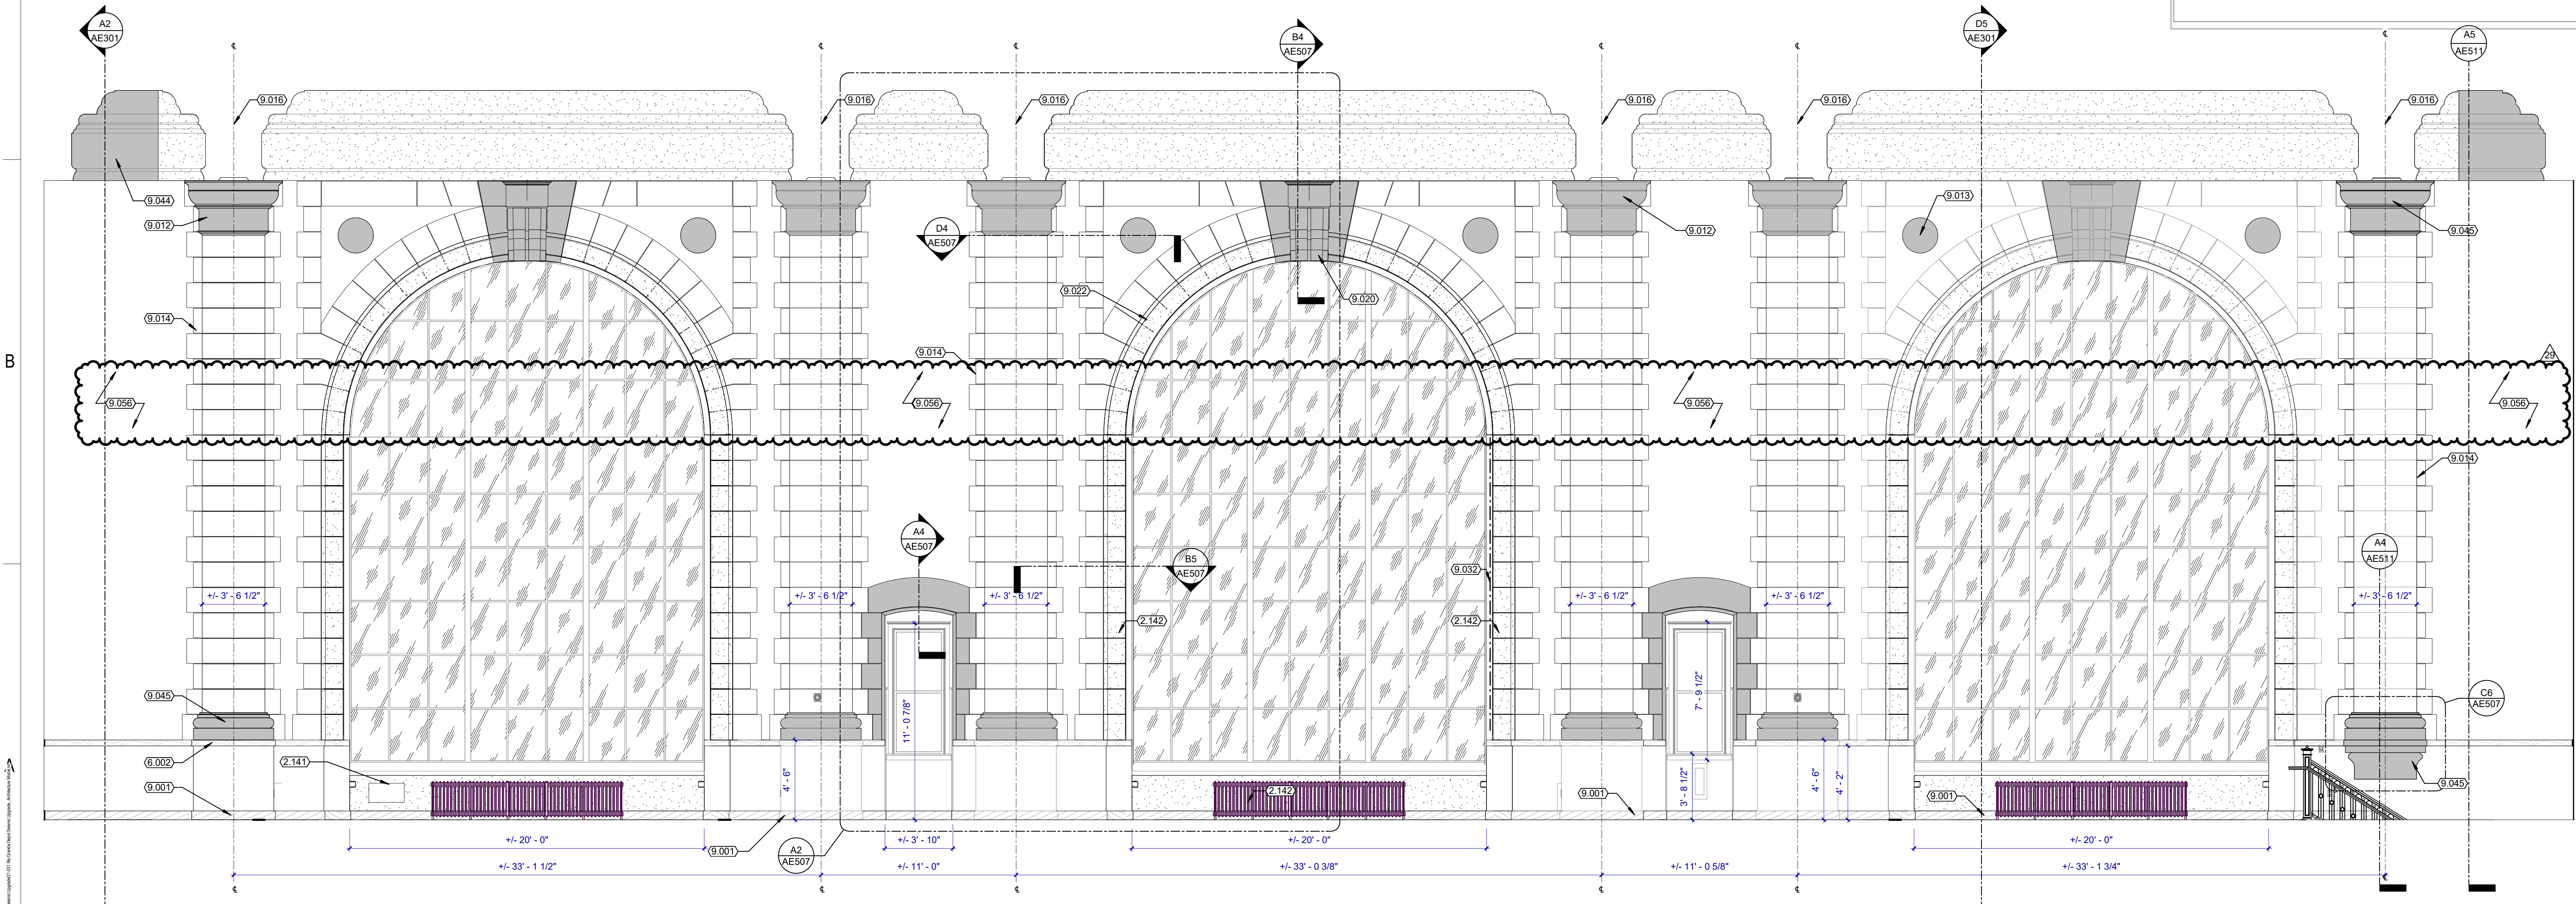 A2
AE301
B4
AE507
D5
AE301
A5
AE511
℄
℄
℄
℄
℄
℄
9.016
9.016
9.016
9.016
9.016
9.016
9.044
9.012
9.013
9.012
9.045
D4
AE507
9.022
9.020
9.014
9.014
B
29
9.056
9.056
9.056
9.056
9.014
A4
AE507
B5
AE507
A4
AE511
9.032
+/- 3' - 6 1/2"
+/- 3' - 6 1/2"
+/- 3' - 6 1/2"
+/- 3' - 6 1/2"
+/- 3' - 6 1/2"
+/- 3' - 6 1/2"
2.142
2.142
9.045
11' - 0 7/8"
7' - 9 1/2"
C6
AE507
6.002
2.141
4' - 6"
3' - 8 1/2"
4' - 6"
4' - 2"
9.001
2.142
9.001
9.001
9.045
+/- 20' - 0"
9.001
A2
AE507
+/- 3' - 10"
+/- 20' - 0"
+/- 20' - 0"
+/- 33' - 1 1/2"
+/- 11' - 0"
+/- 33' - 0 3/8"
+/- 11' - 0 5/8"
+/- 33' - 1 3/4"
℄
℄
℄
℄
℄
℄